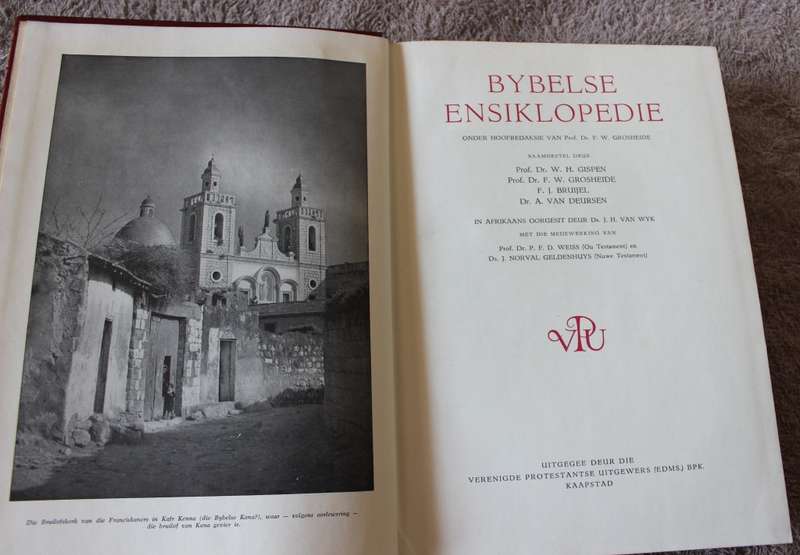 Die Bruilofskerk van die Franciskaners in Kafr Kenna (die Bybelse Kana?), waar — volgens oorlewering —
die bruilof van Kana gevier is.
BYBELSE
ENSIKLOPEDIE
ONDER HOOFREDAKSIE VAN Prof. Dr. F. W. GROSHEIDE
SAAMGESTEL DEUR
Prof. Dr. W. H. GISPEN
Prof. Dr. F. W. GROSHEIDE
F. J. BRUIJEL
Dr. A. VAN DEURSEN
IN AFRIKAANS OORGESIT DEUR Ds. J. H. VAN WYK
MET DIE MEDEWERKING VAN
Prof. Dr. P. F. D. WEISS (Ou Testament) en
Ds. J. NORVAL GELDENHUYS (Nuwe Testament)
VPU
UITGEGEE DEUR DIE
VERENIGDE PROTESTANTSE UITGEWERS (EDMS.) BPK.
KAAPSTAD